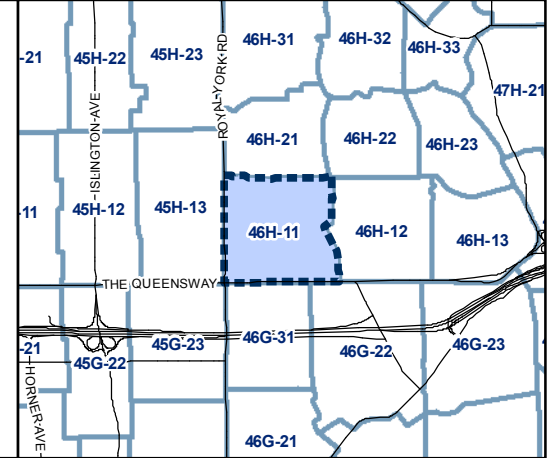 46H-31
46H-32
46H-33
-21
45H-22
45H-23
47H-21
ROYAL-YORK-RD
ISLINGTON-AVE
46H-21
46H-22
46H-23
-11
45H-12
45H-13
46H-11
46H-12
46H-13
THE QUEENSWAY
-21
45G-22
45G-23
46G-31
46G-22
46G-23
HORNER-AVE
46G-21